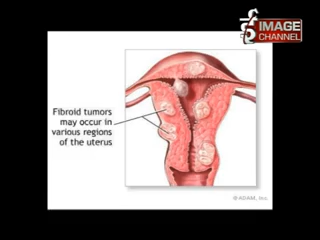 IMAGE
CHANNEL
Fibroid tumors
may occur in
various regions
of the uterus
©ADAM, Inc.